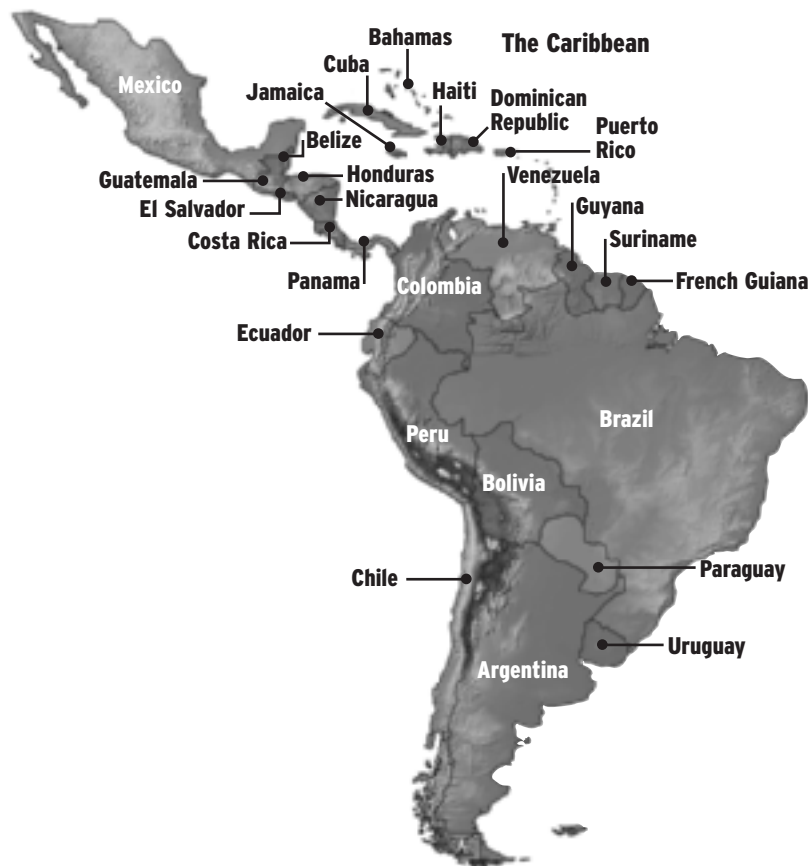 Bahamas
The Caribbean
Cuba
Mexico
Jamaica
Haiti
Dominican
Republic
Puerto
Rico
Belize
Guatemala
Honduras
Venezuela
El Salvador
Nicaragua
Guyana
Costa Rica
Suriname
Panama
Colombia
French Guiana
Ecuador
Brazil
Peru
Bolivia
Chile
Paraguay
Uruguay
Argentina